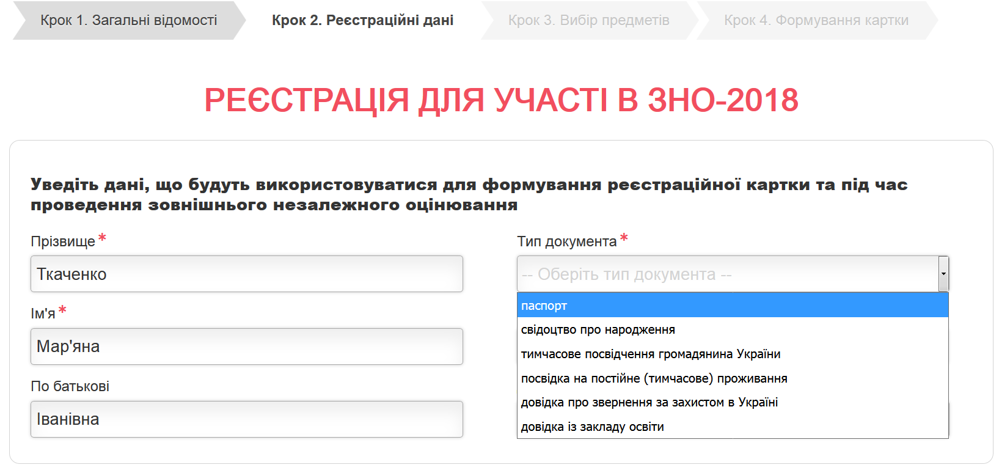 Крок 1. Загальні відомості
Крок 2. Реєстраційні дані
Крок 3. Вибір предметів
Крок 4. Формування картки
РЕЄСТРАЦІЯ ДЛЯ УЧАСТІ В ЗНО-2018
Уведіть дані, що будуть використовуватися для формування реєстраційної картки та під час
проведення зовнішнього незалежного оцінювання
Прізвище *
Ткаченко
Ім'я *
Мар'яна
По батькові
Іванівна
Тип документа *
-- Оберіть тип документа --
паспорт
свідоцтво про народження
тимчасове посвідчення громадянина України
посвідка на постійне (тимчасове) проживання
довідка про звернення за захистом в Україні
довідка із закладу освіти